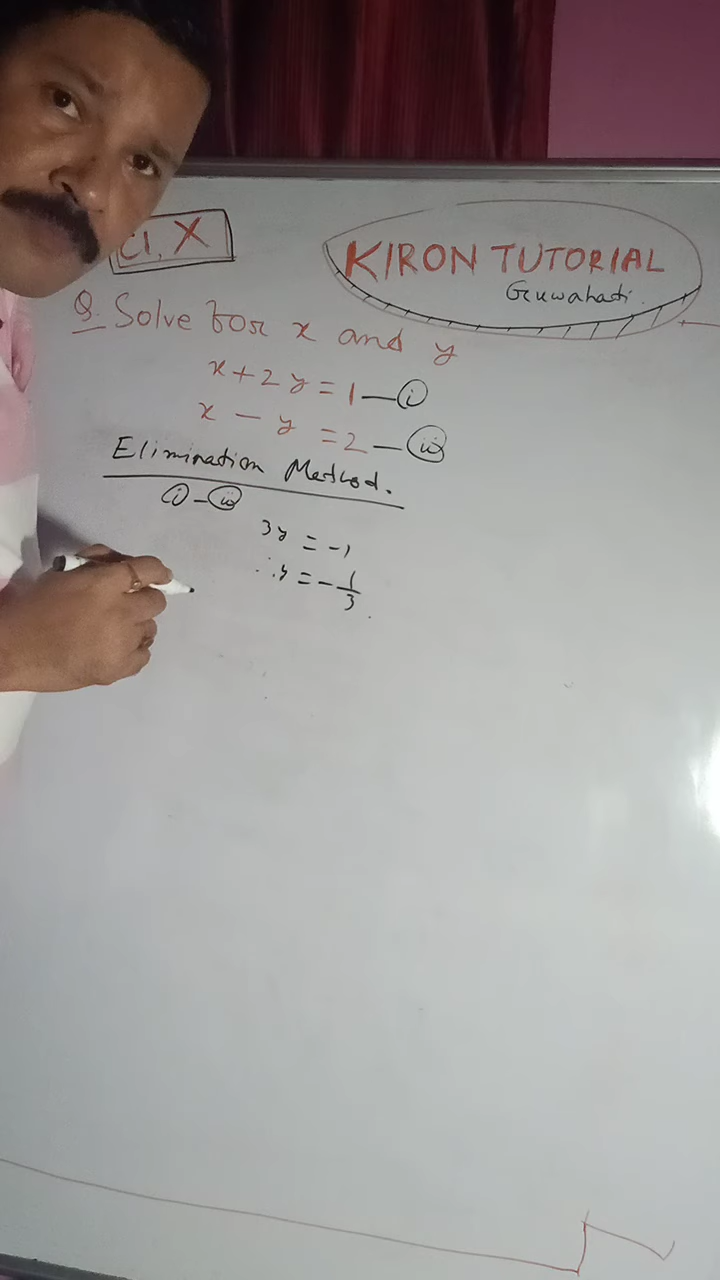 Cl. X
KIRON TUTORIAL
Guwahati.
Q. Solve for x and y
x + 2y = 1 — (i)
x - y = 2 — (ii)
Elimination Method.
(i) - (ii)
3y = -1
∴ y = -1/3.